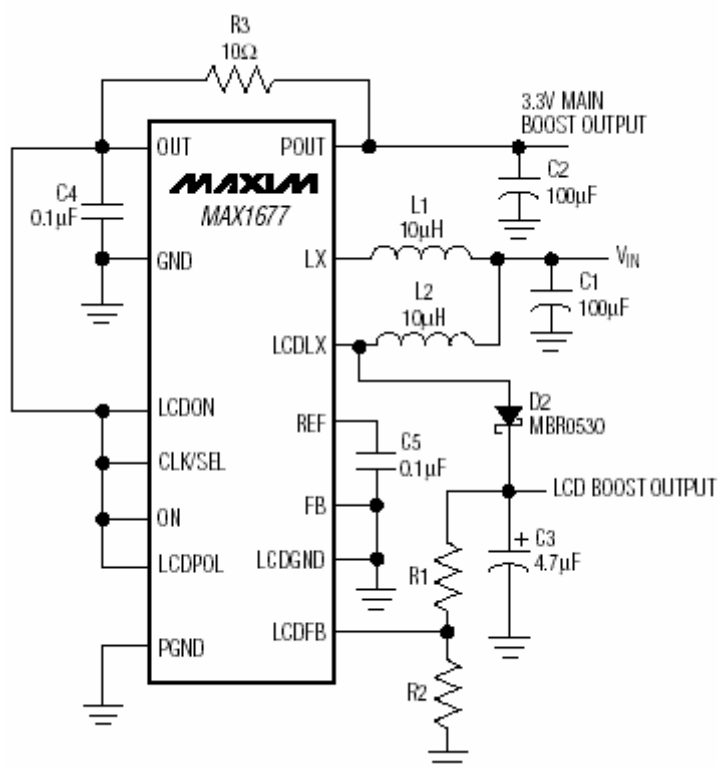 R3
10Ω
3.3V MAIN
BOOST OUTPUT
OUT
POUT
C2
100µF
C4
0.1µF
MAXIM
MAX1677
L1
10µH
GND
LX
VIN
C1
100µF
L2
10µH
LCDLX
D2
MBR0530
LCDON
REF
C5
0.1µF
CLK/SEL
LCD BOOST OUTPUT
FB
ON
+
C3
4.7µF
LCDPOL
LCDGND
R1
LCDFB
PGND
R2